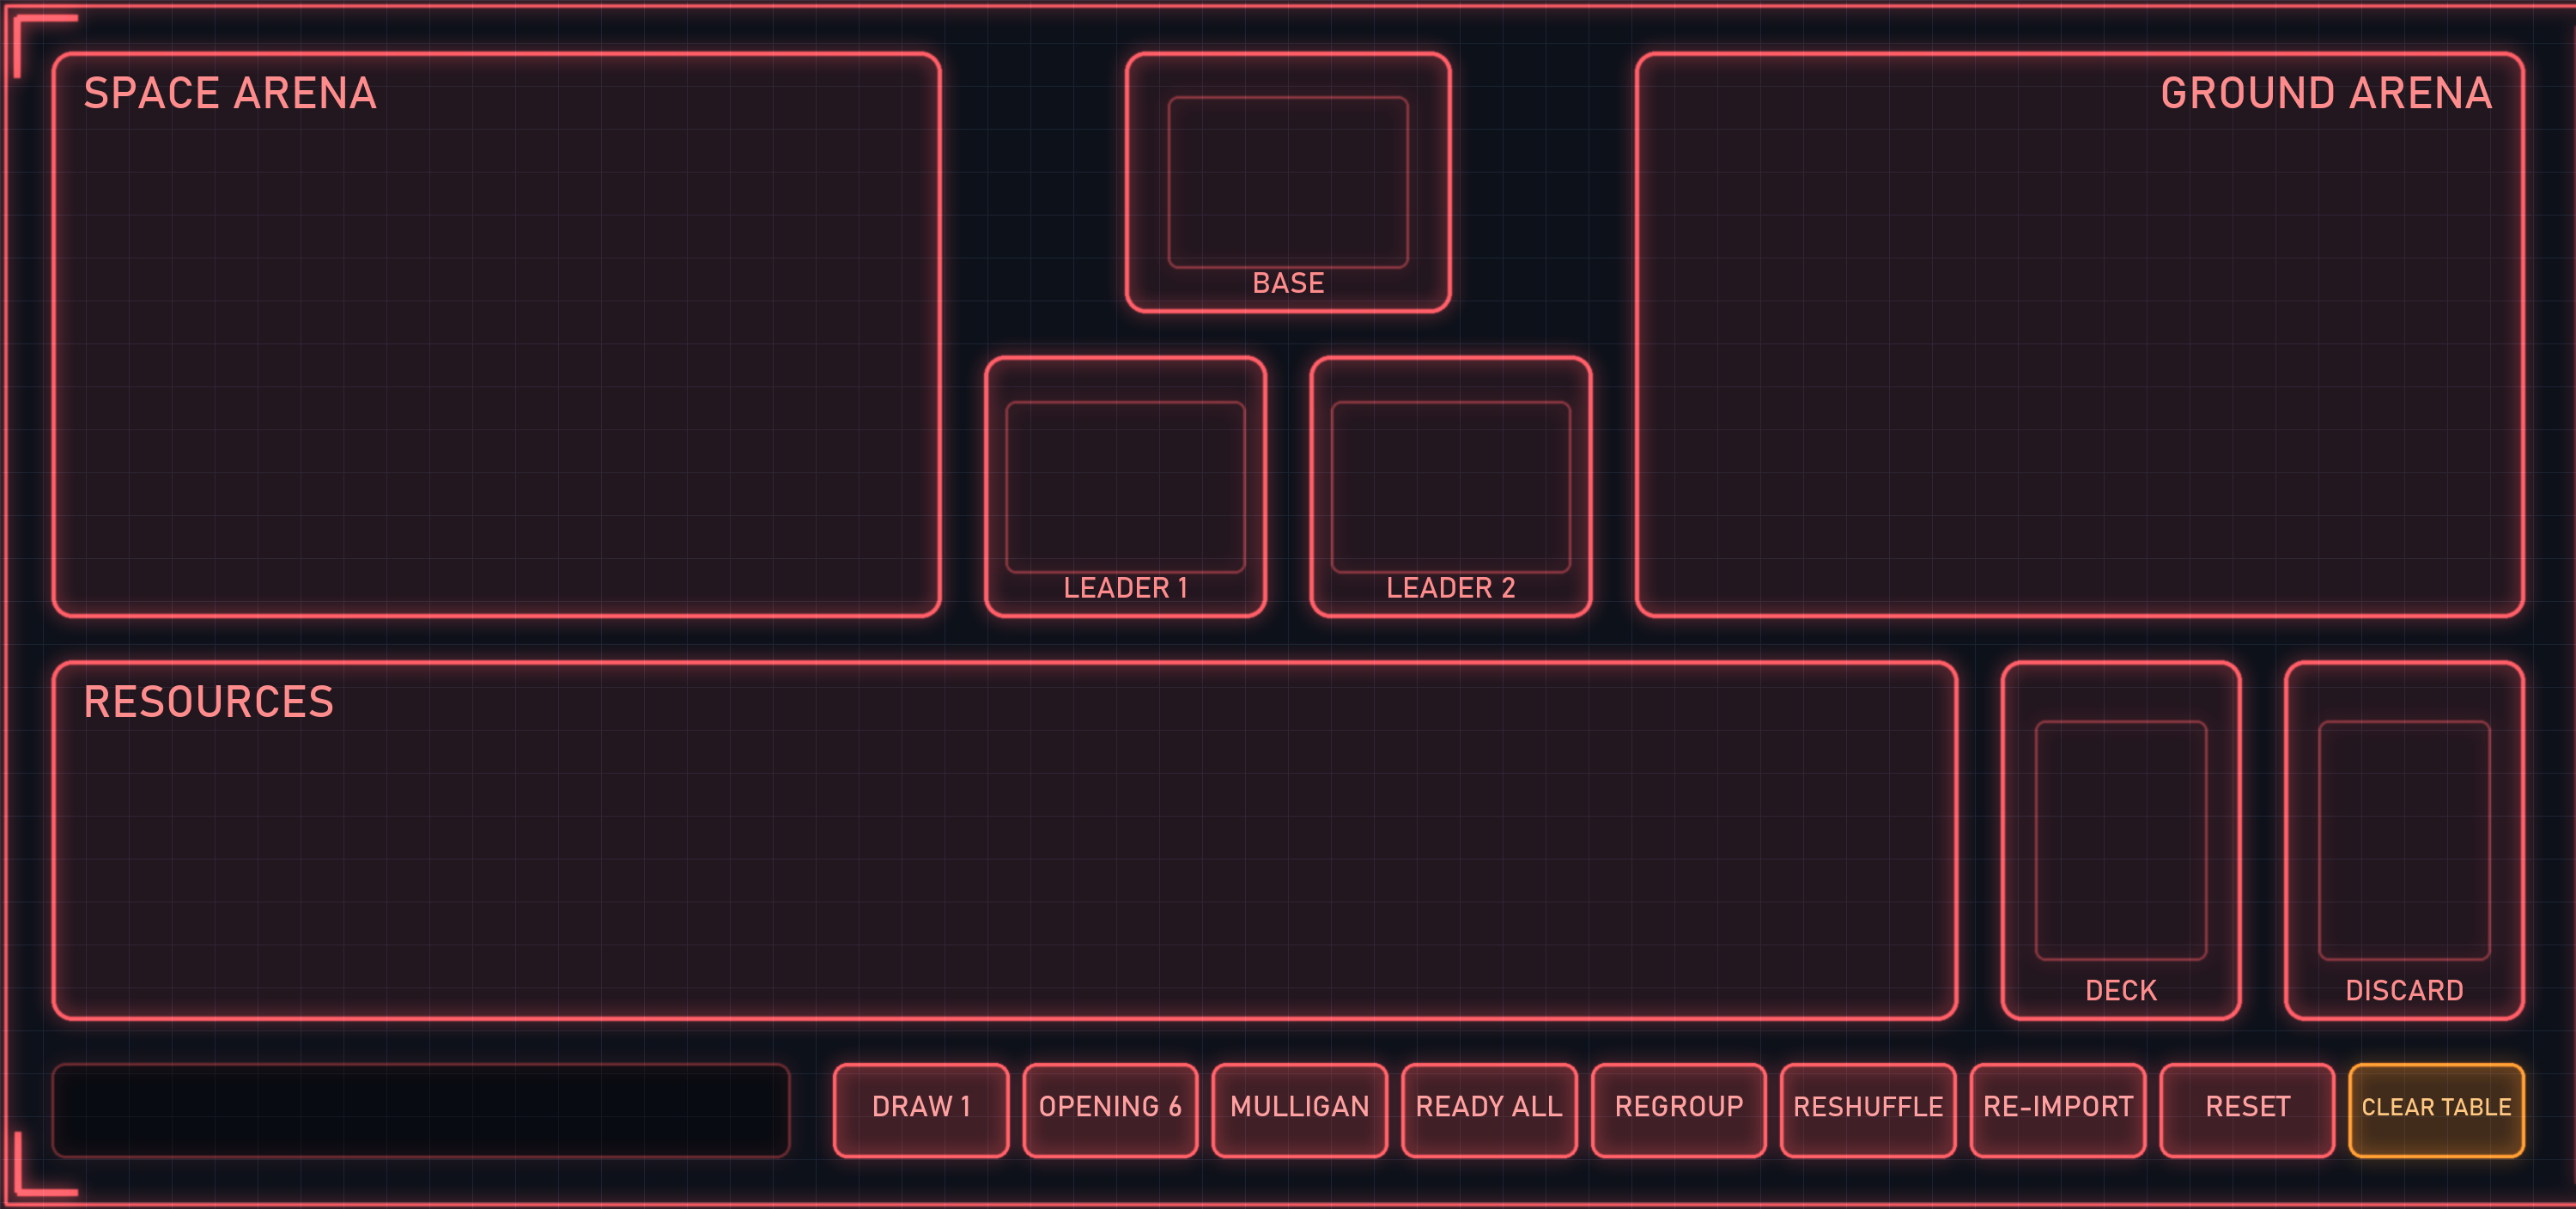 SPACE ARENA
GROUND ARENA
BASE
LEADER 1
LEADER 2
RESOURCES
DECK
DISCARD
DRAW 1
OPENING 6
MULLIGAN
READY ALL
REGROUP
RESHUFFLE
RE-IMPORT
RESET
CLEAR TABLE